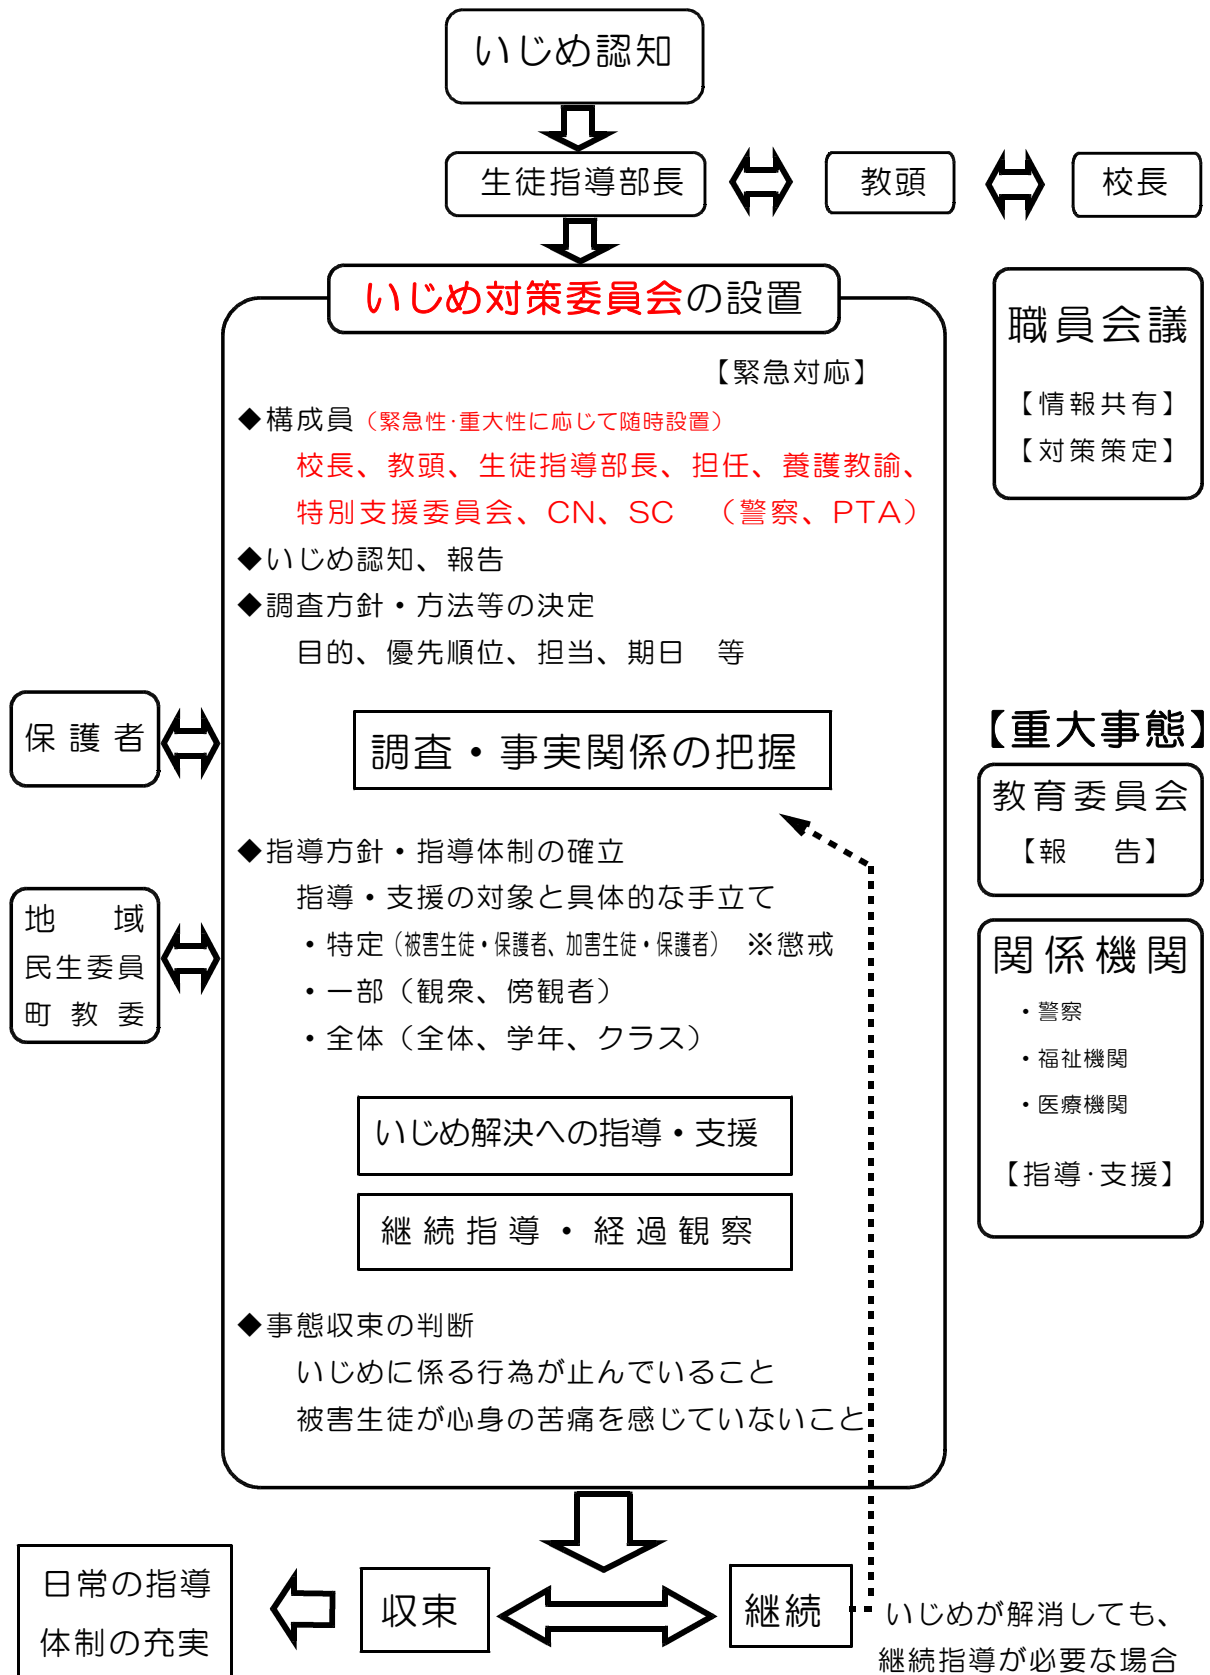 いじめ認知
生徒指導部長
教頭
校長
いじめ対策委員会の設置
【緊急対応】
◆構成員（緊急性・重大性に応じて随時設置）
校長、教頭、生徒指導部長、担任、養護教諭、
特別支援委員会、CN、SC　（警察、PTA）
◆いじめ認知、報告
◆調査方針・方法等の決定
目的、優先順位、担当、期日　等
調査・事実関係の把握
◆指導方針・指導体制の確立
指導・支援の対象と具体的な手立て
・特定（被害生徒・保護者、加害生徒・保護者）　※懲戒
・一部（観衆、傍観者）
・全体（全体、学年、クラス）
いじめ解決への指導・支援
継続指導・経過観察
◆事態収束の判断
いじめに係る行為が止んでいること
被害生徒が心身の苦痛を感じていないこと
保護者
地　域
民生委員
町教委
職員会議
【情報共有】
【対策策定】
【重大事態】
教育委員会
【報　告】
関係機関
・警察
・福祉機関
・医療機関
【指導・支援】
日常の指導
体制の充実
収束
継続
いじめが解消しても、
継続指導が必要な場合